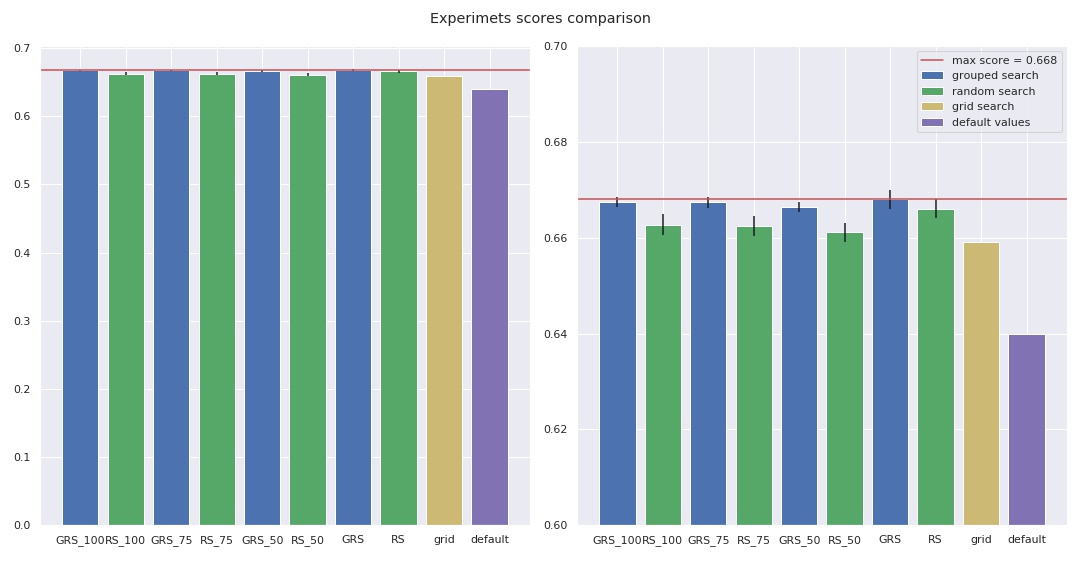 Experimets scores comparison
0.7
0.6
0.5
0.4
0.3
0.2
0.1
0.0
GRS_100 RS_100 GRS_75 RS_75 GRS_50 RS_50 GRS RS grid default
0.70
0.68
0.66
0.64
0.62
0.60
max score = 0.668
grouped search
random search
grid search
default values
GRS_100 RS_100 GRS_75 RS_75 GRS_50 RS_50 GRS RS grid default